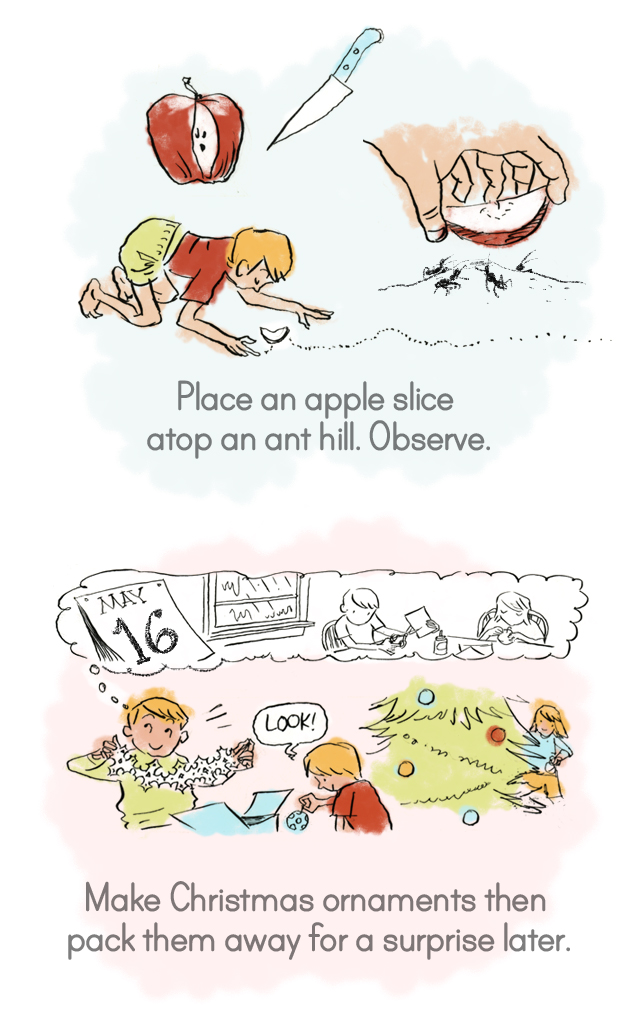 Place an apple slice
atop an ant hill. Observe.
MAY
16
LOOK!
Make Christmas ornaments then
pack them away for a surprise later.